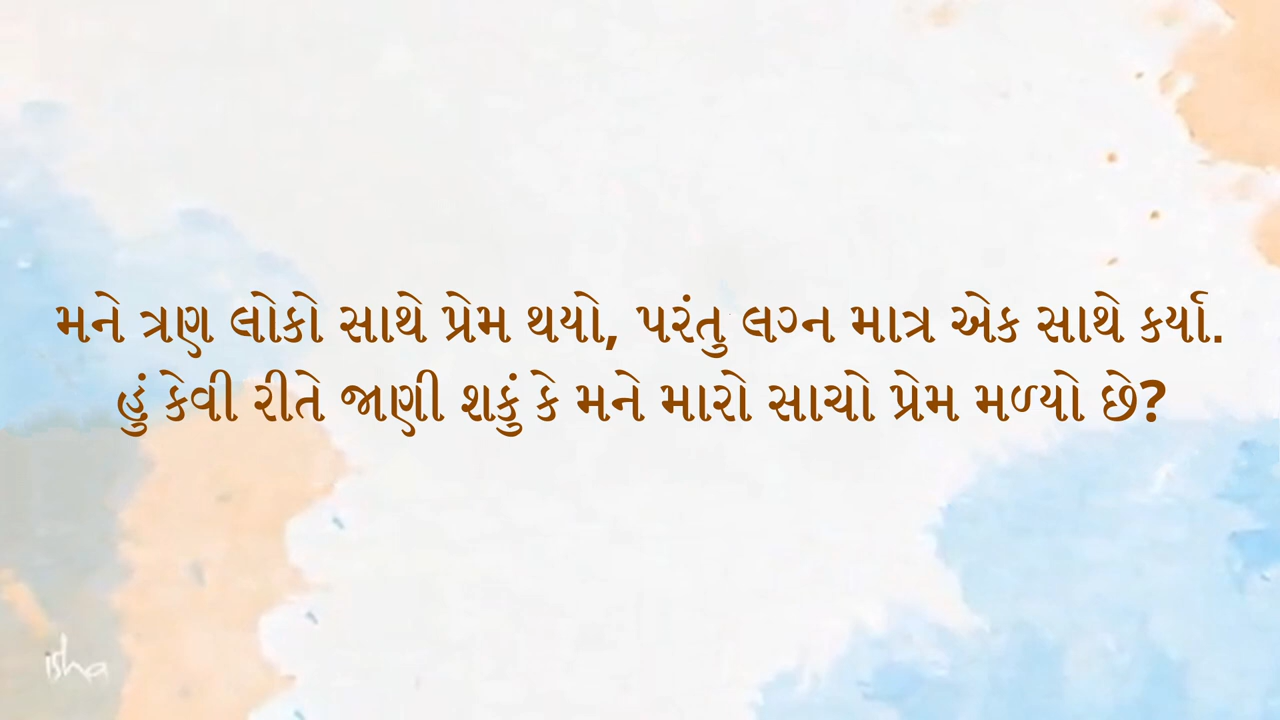 મને ત્રણ લોકો સાથે પ્રેમ થયો, પરંતુ લગ્ન માત્ર એક સાથે કર્યા.
હું કેવી રીતે જાણી શકું કે મને મારો સાચો પ્રેમ મળ્યો છે?
isha